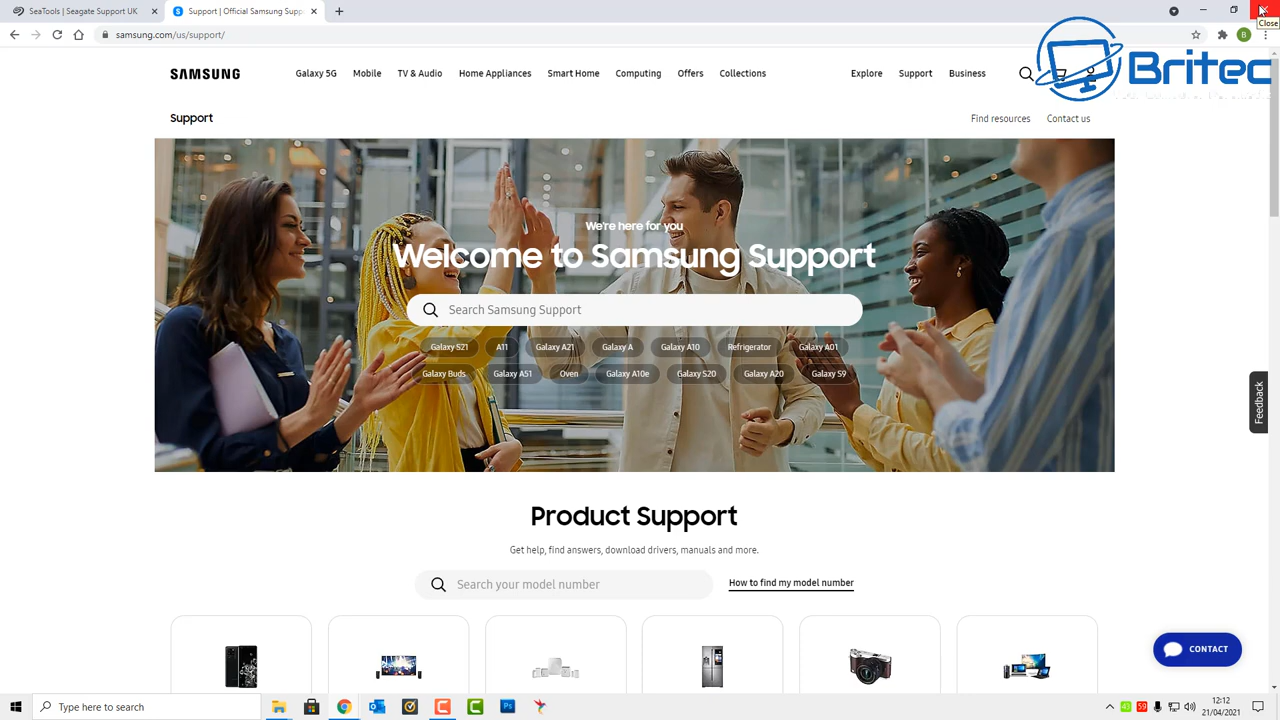 SeaTools | Seagate Support UK
Support | Official Samsung Supp
Close
samsung.com/us/support/
B
Britec
SAMSUNG
Galaxy 5G Mobile TV & Audio Home Appliances Smart Home Computing Offers Collections Explore Support Business
Support
Find resources Contact us
We're here for you
Welcome to Samsung Support
Search Samsung Support
Galaxy S21 A11 Galaxy A21 Galaxy A Galaxy A10 Refrigerator Galaxy A01
Galaxy Buds Galaxy A51 Oven Galaxy A10e Galaxy S20 Galaxy A20 Galaxy S9
Feedback
Product Support
Get help, find answers, download drivers, manuals and more.
Search your model number
How to find my model number
CONTACT
Type here to search
Ps
43 59
12:12
21/04/2021